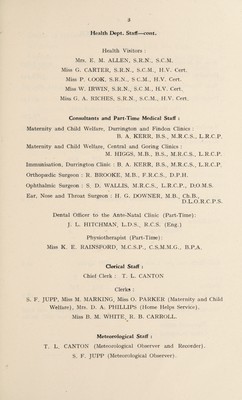 3
Health Dept. Staff—cont.
Health Visitors :
Mrs. E. M. ALLEN, S.R.N., S.C.M.
Miss G. CARTER, S.R.N., S.C.M., H.V. Cert.
Miss P. COOK, S.R.N., S.C.M., H.V. Cert.
Miss W. IRWIN, S.R.N., S.C.M., H.V. Cert.
Miss G. A. RICHES, S.R.N., S.C.M., H.V. Cert.
Consultants and Part-Time Medical Staff :
Maternity and Child Welfare, Durrington and Findon Clinics :
B. A. KERR, B.S., M.R.C.S., L.R.C.P.
Maternity and Child Welfare, Central and Goring Clinics :
M. HIGGS, M.B., B.S., M.R.C.S., L.R.C.P.
Immunisation, Durrington Clinic : B. A. KERR, B.S., M.R.C.S., L.R.C.P.
Orthopædic Surgeon : R. BROOKE, M.B., F.R.C.S., D.P.H.
Ophthalmic Surgeon : S. D. WALLIS, M.R.C.S., L.R.C.P., D.O.M.S.
Ear, Nose and Throat Surgeon : H. G. DOWNER, M.B., Ch.B.,
D.L.O.R.C.P.S.
Dental Officer to the Ante-Natal Clinic (Part-Time):
J. L. HITCHMAN, L.D.S., R.C.S. (Eng.)
Physiotherapist (Part-Time):
Miss K. E. RAINSFORD, M.C.S.P., C.S.M.M.G., B.P.A.
Clerical Staff :
Chief Clerk : T. L. CANTON
Clerks :
S. F. JUPP, Miss M. MARKING, Miss O. PARKER (Maternity and Child
Welfare), Mrs. D. A. PHILLIPS (Home Helps Service).
Miss B. M. WHITE, R. B. CARROLL.
Meteorological Staff :
T. L. CANTON (Meteorological Observer and Recorder).
S. F. JUPP (Meteorological Observer).